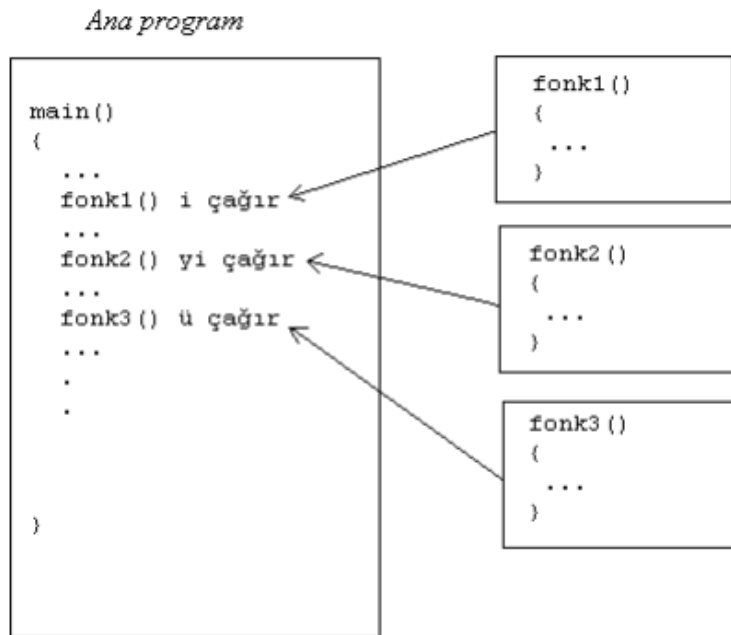 Ana program
main()
{
...
fonk1() i çağır
...
fonk2() yi çağır
...
fonk3() ü çağır
...
.
.
}
fonk1()
{
...
}
fonk2()
{
...
}
fonk3()
{
...
}